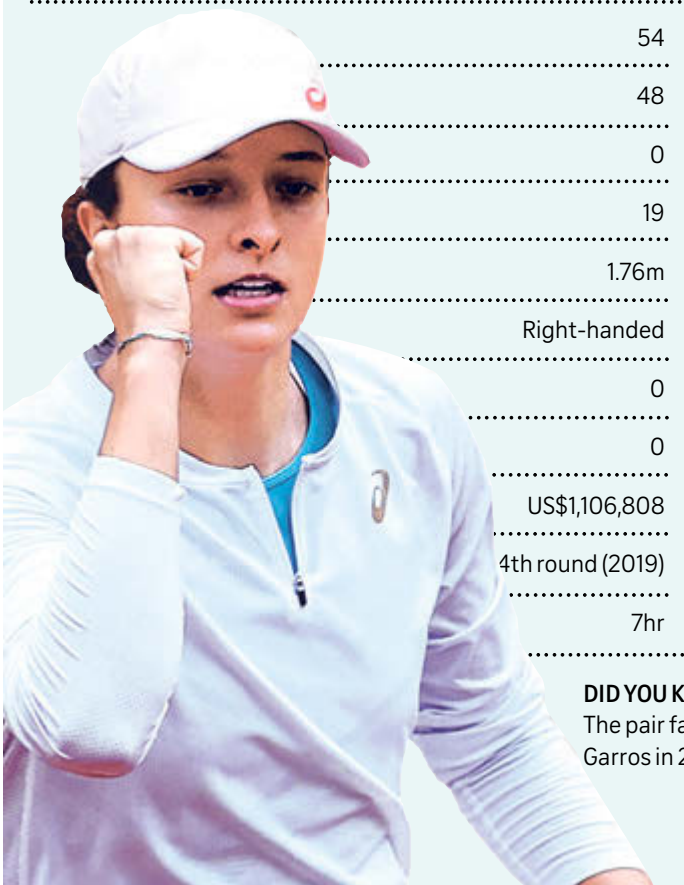 54
48
0
19
1.76m
Right-handed
0
0
US$1,106,808
4th round (2019)
7hr
DID YOU K
The pair fa
Garros in 2